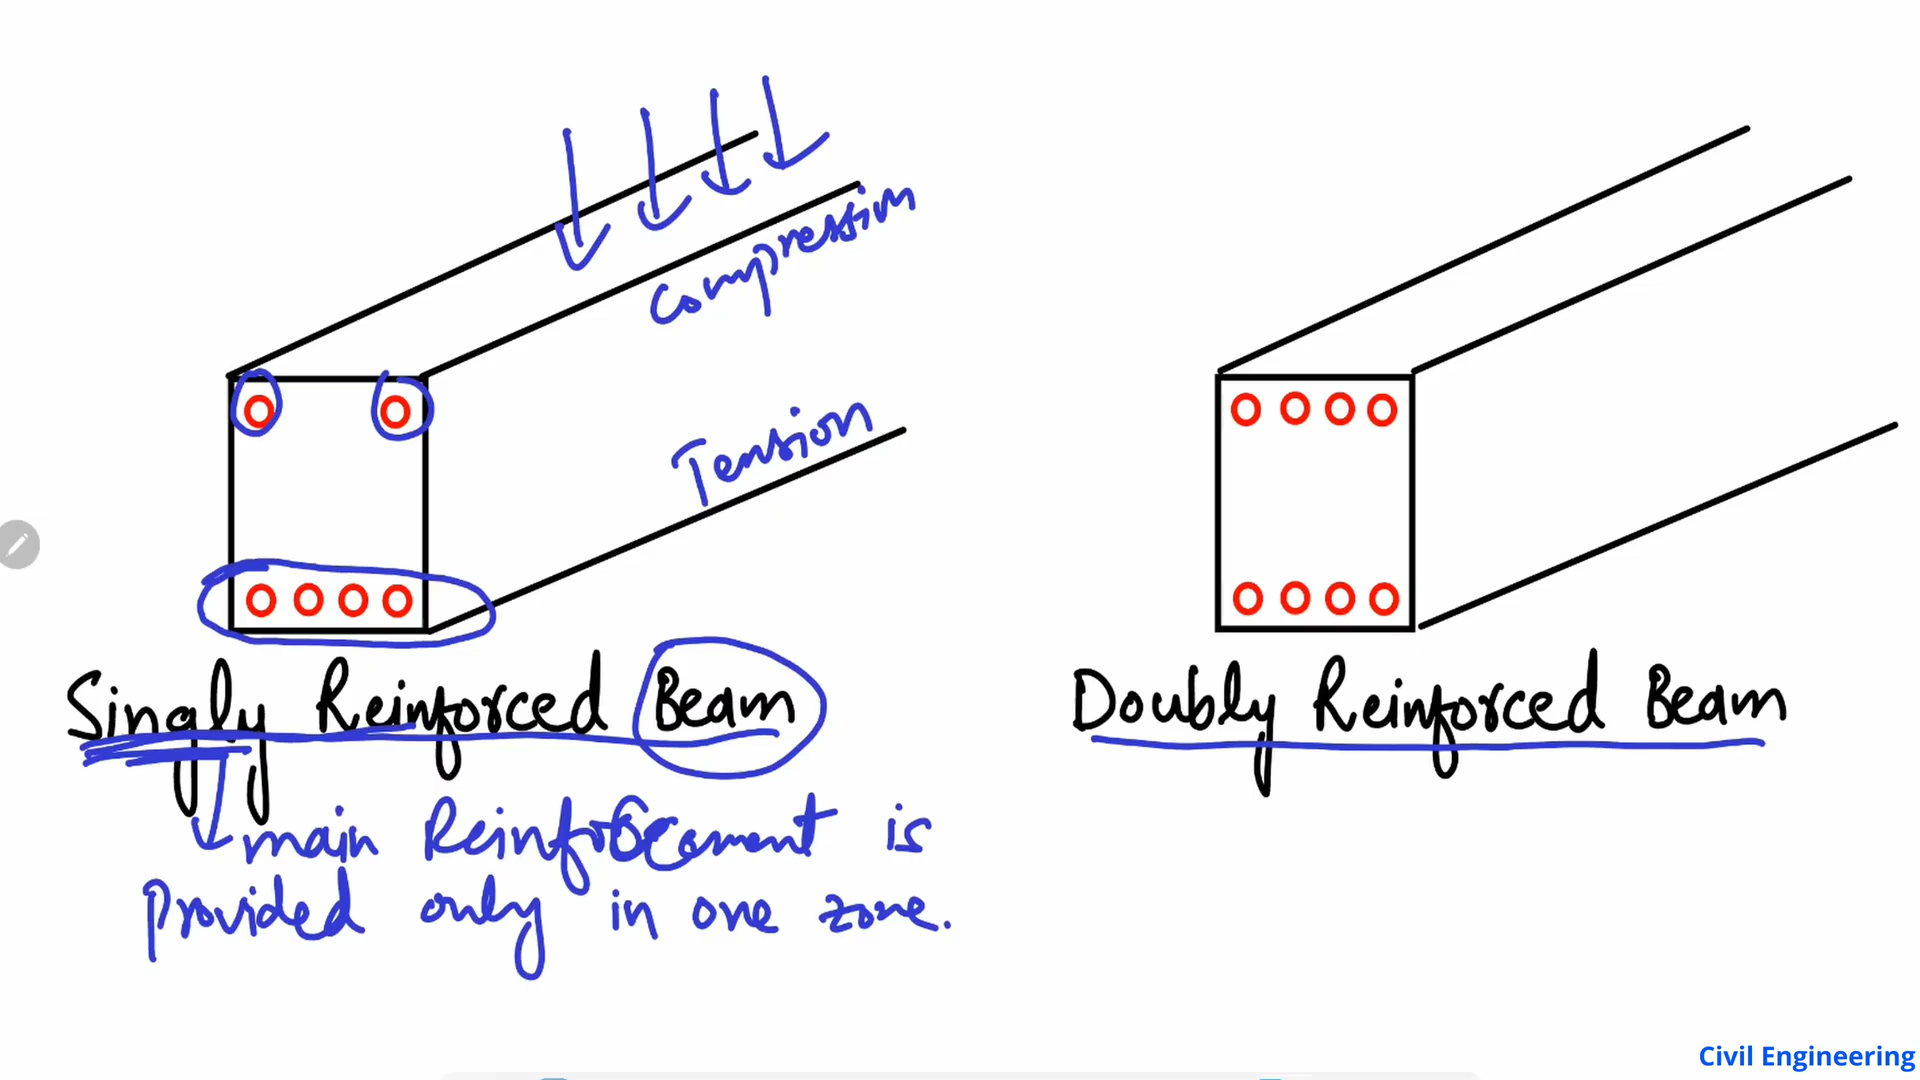 Compression
Tension
Singly Reinforced Beam
Doubly Reinforced Beam
main Reinforcement is
provided only in one zone.
Civil Engineering